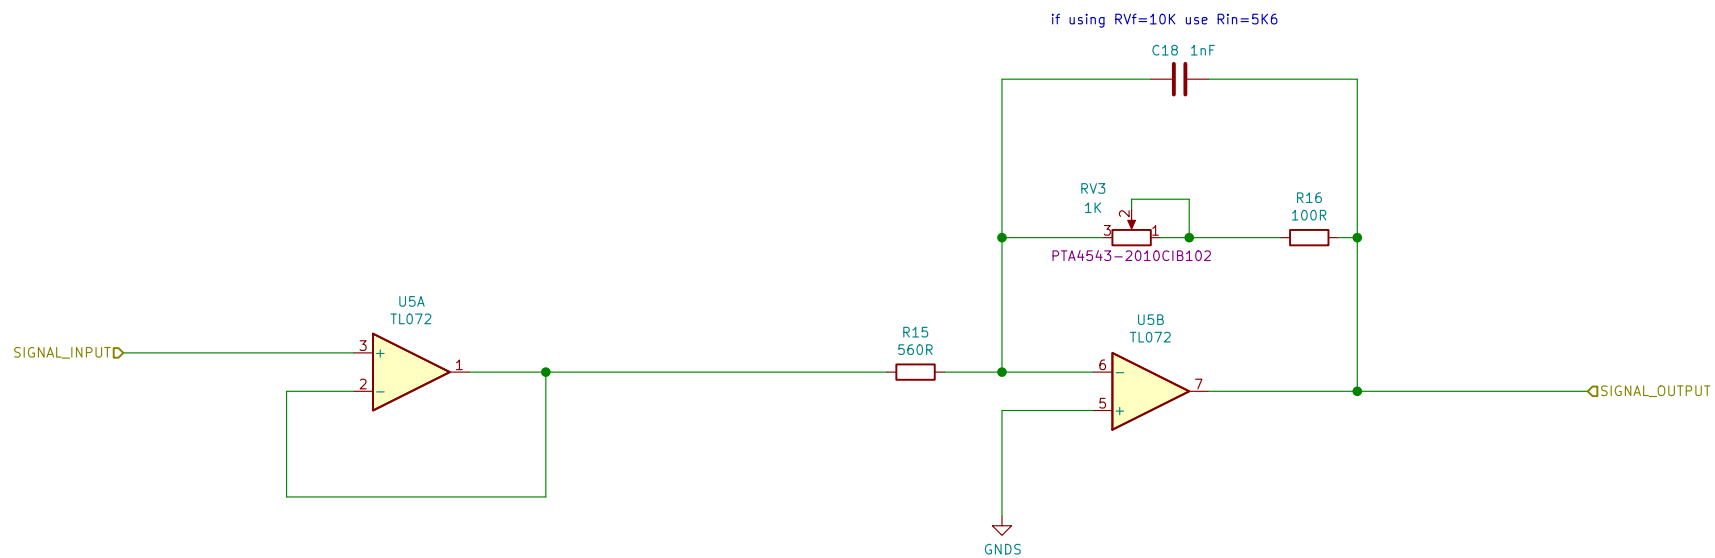 if using RVf=10K use Rin=5K6
C18 1nF
RV3
1K
2
3
1
PTA4543-2010CIB102
R16
100R
U5A
TL072
SIGNAL_INPUT
3
+
2
−
1
R15
560R
U5B
TL072
6
−
5
+
7
SIGNAL_OUTPUT
GNDS